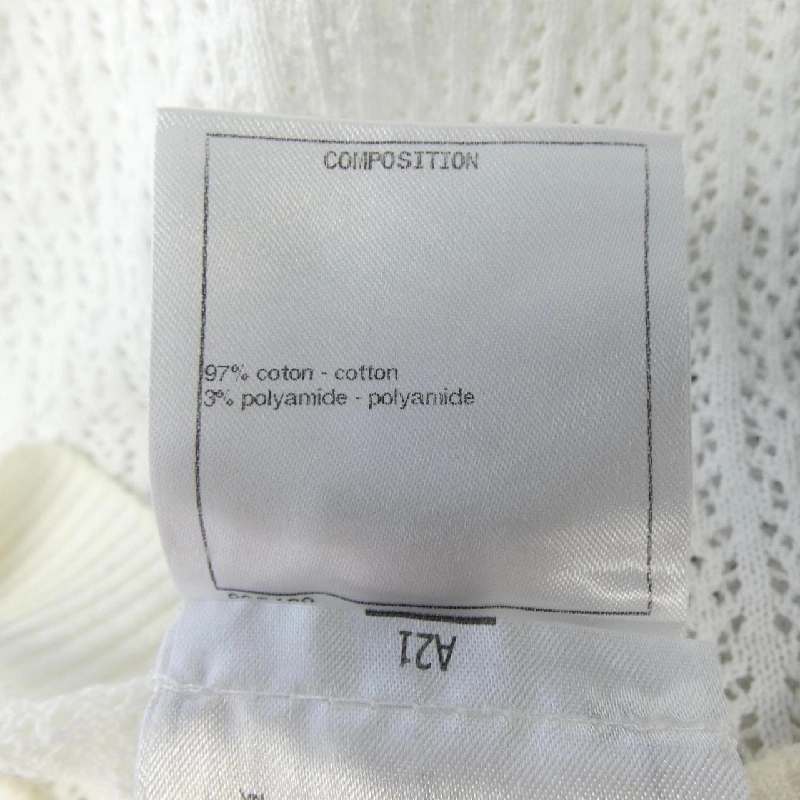 COMPOSITION
97% coton - cotton
3% polyamide - polyamide
A21